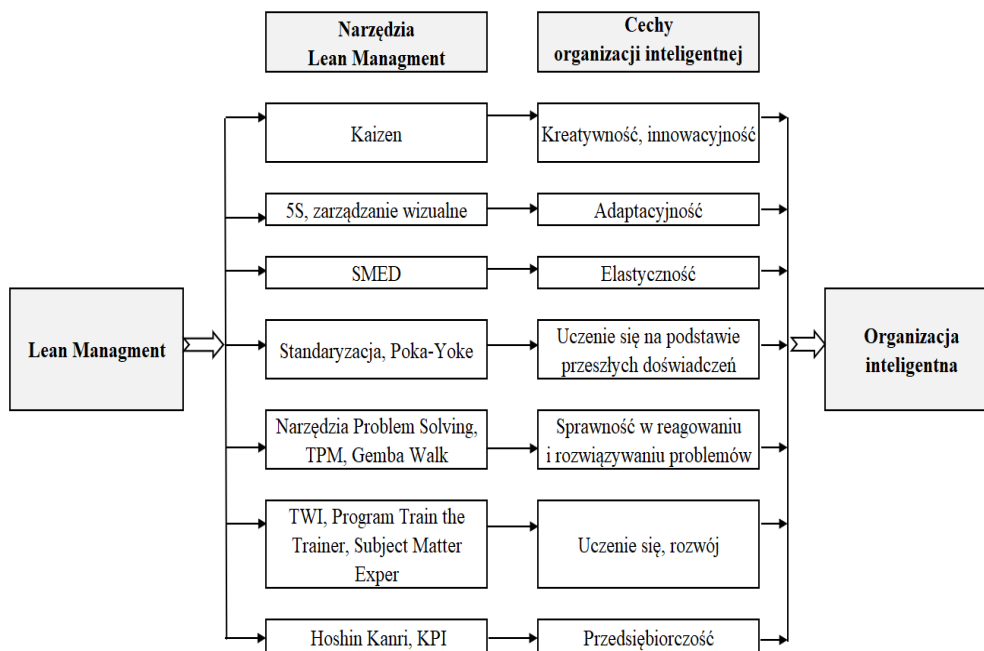 Narzędzia
Lean Managment
Cechy
organizacji inteligentnej
Kaizen
Kreatywność, innowacyjność
5S, zarządzanie wizualne
Adaptacyjność
SMED
Elastyczność
Lean Managment
Standaryzacja, Poka-Yoke
Uczenie się na podstawie
przeszłych doświadczeń
Organizacja
inteligentna
Narzędzia Problem Solving,
TPM, Gemba Walk
Sprawność w reagowaniu
i rozwiązywaniu problemów
TWI, Program Train the
Trainer, Subject Matter
Exper
Uczenie się, rozwój
Hoshin Kanri, KPI
Przedsiębiorczość